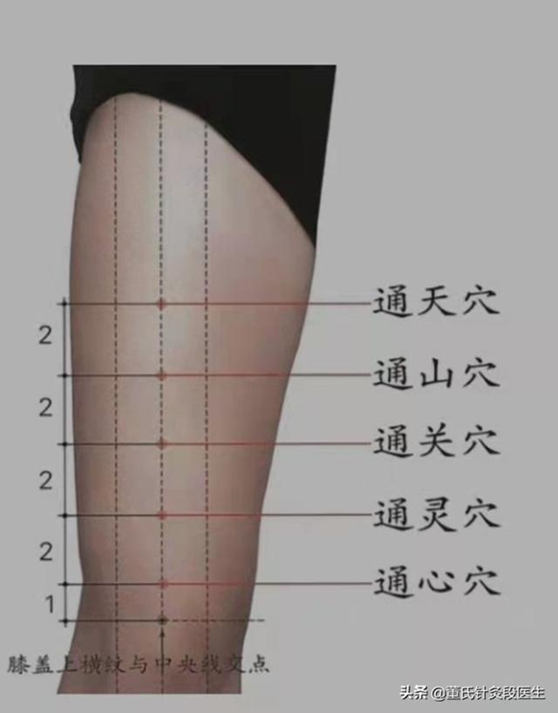 通天穴
2
通山穴
2
通关穴
2
通灵穴
2
通心穴
1
膝盖上横纹与中央线交点
头条 @董氏针灸段医生